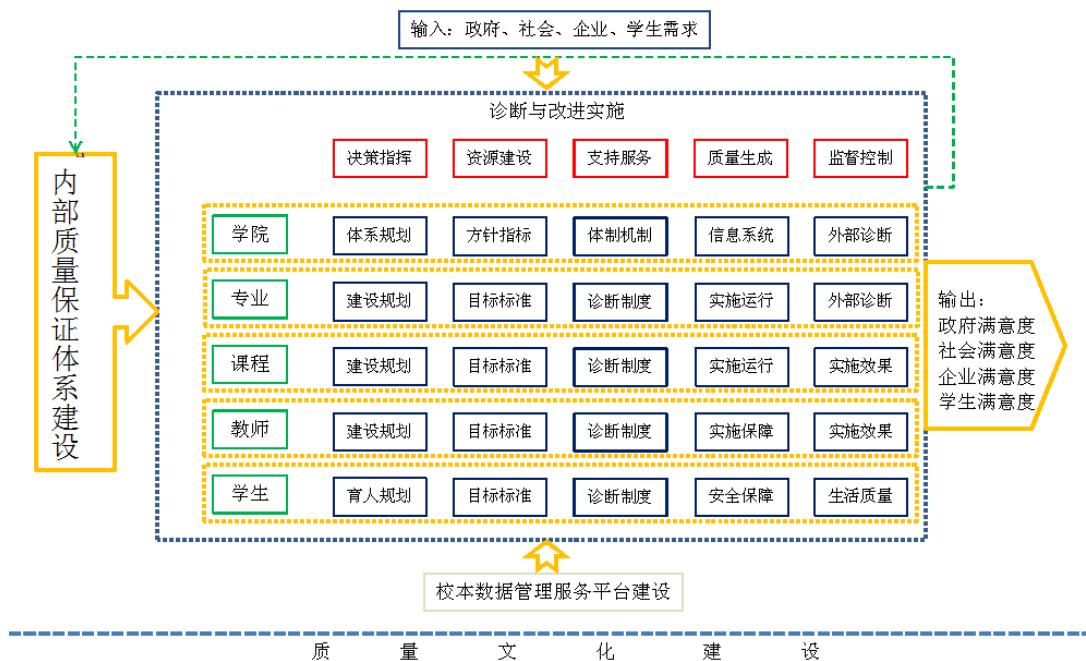 输入：政府、社会、企业、学生需求
诊断与改进实施
决策指挥 资源建设 支持服务 质量生成 监督控制
内部质量保证体系建设
学院 体系规划 方针指标 体制机制 信息系统 外部诊断
专业 建设规划 目标标准 诊断制度 实施运行 外部诊断
课程 建设规划 目标标准 诊断制度 实施运行 实施效果
教师 建设规划 目标标准 诊断制度 实施保障 实施效果
学生 育人规划 目标标准 诊断制度 安全保障 生活质量
输出：
政府满意度
社会满意度
企业满意度
学生满意度
校本数据管理服务平台建设
质量文化建设